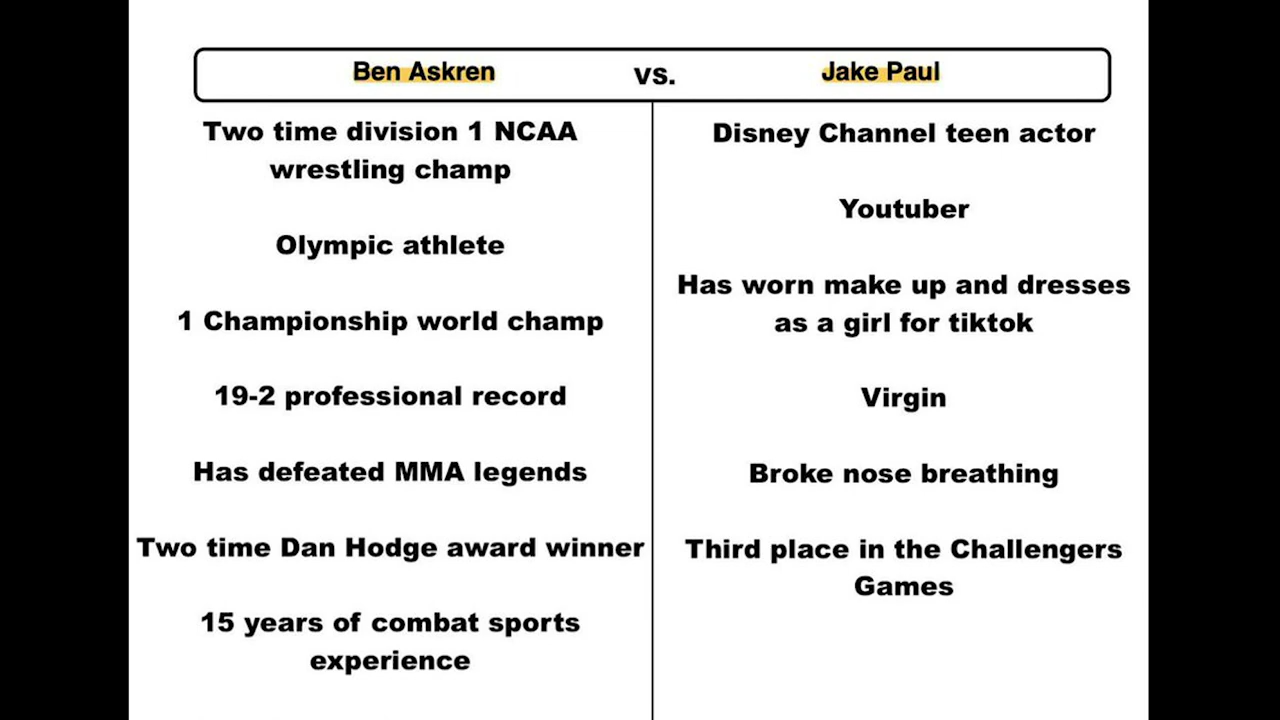 Ben Askren vs. Jake Paul
Two time division 1 NCAA
wrestling champ
Olympic athlete
1 Championship world champ
19-2 professional record
Has defeated MMA legends
Two time Dan Hodge award winner
15 years of combat sports
experience
Disney Channel teen actor
Youtuber
Has worn make up and dresses
as a girl for tiktok
Virgin
Broke nose breathing
Third place in the Challengers
Games